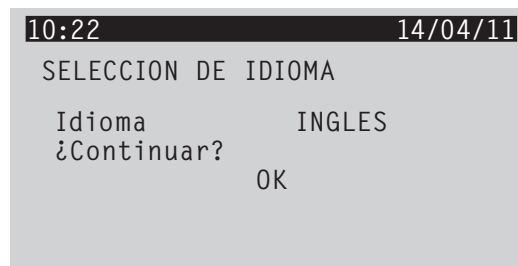 10:22 14/04/11
SELECCION DE IDIOMA
Idioma INGLES
¿Continuar?
OK